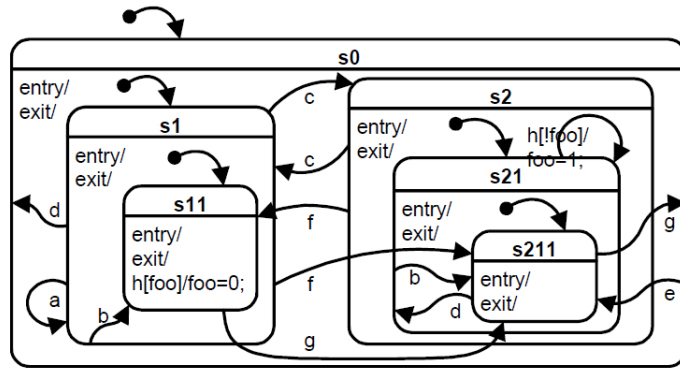 s0
entry/
exit/
s1
entry/
exit/
s11
entry/
exit/
h[foo]/foo=0;
c
c
s2
entry/
exit/
h[!foo]/
foo=1;
s21
entry/
exit/
s211
entry/
exit/
d
a
b
f
f
g
b
d
g
e